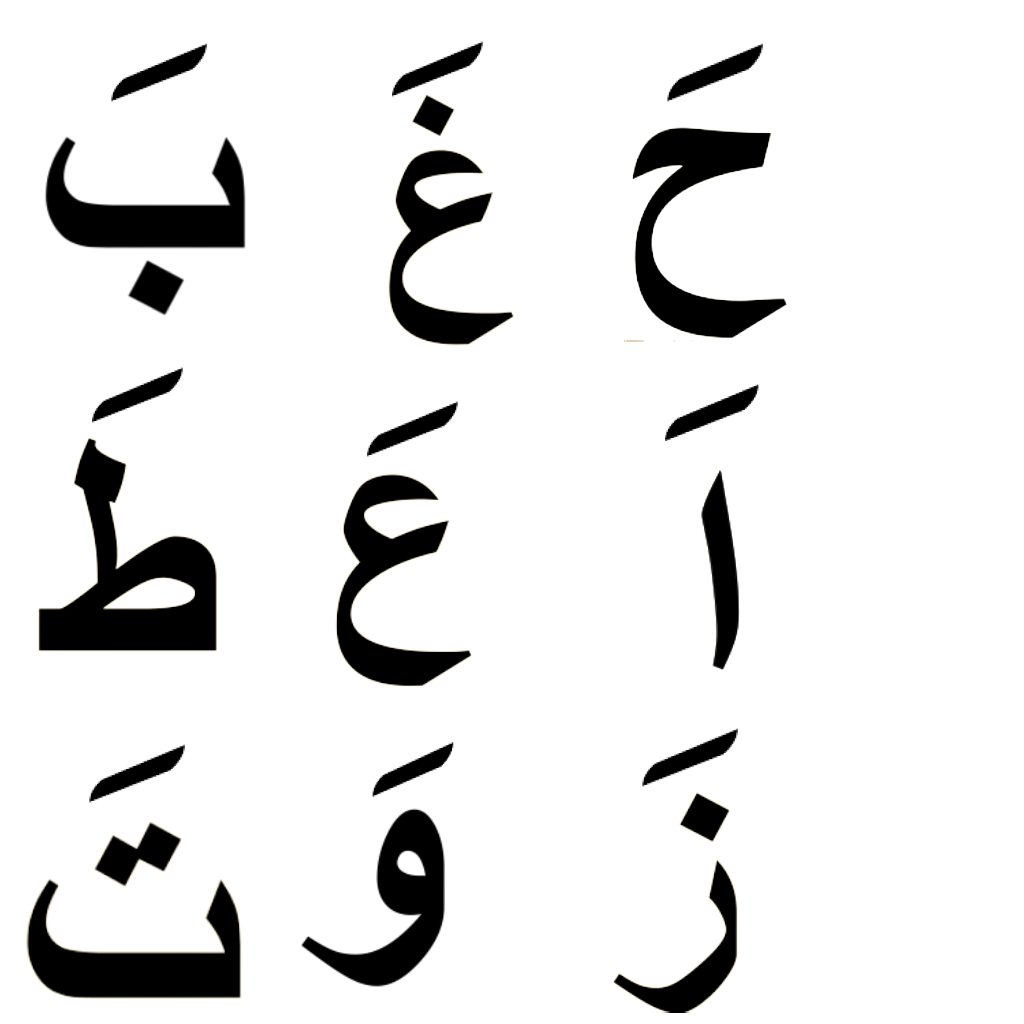 حَ غَ بَ
اَ عَ طَ
زَ وَ تَ